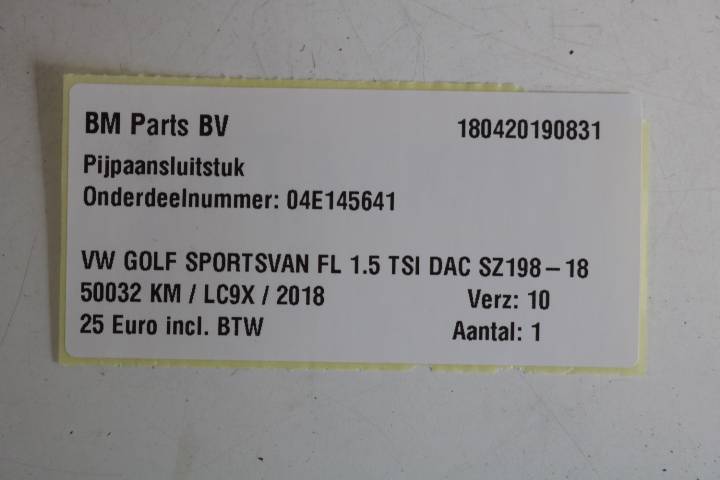 BM Parts BV 180420190831
Pijpaansluitstuk
Onderdeelnummer: 04E145641
VW GOLF SPORTSVAN FL 1.5 TSI DAC SZ198-18
50032 KM / LC9X / 2018 Verz: 10
25 Euro incl. BTW Aantal: 1